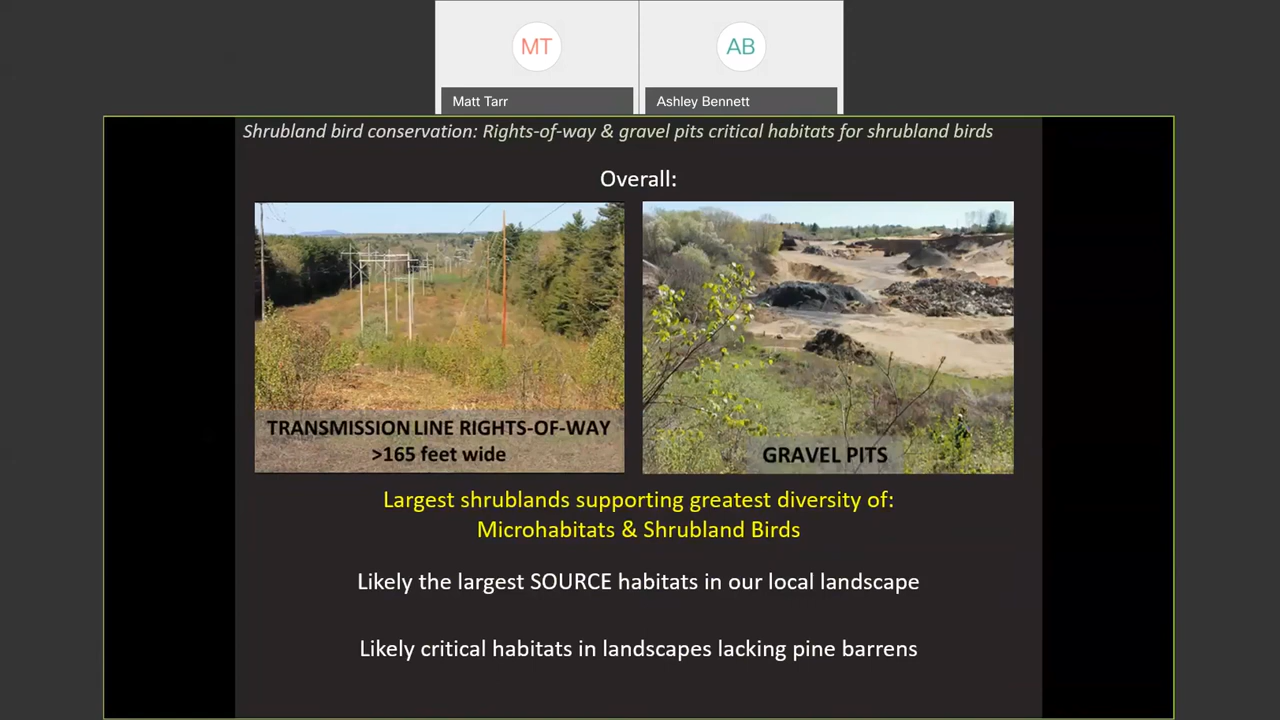 MT
AB
Matt Tarr
Ashley Bennett
Shrubland bird conservation: Rights-of-way & gravel pits critical habitats for shrubland birds
Overall:
TRANSMISSION LINE RIGHTS-OF-WAY
>165 feet wide
GRAVEL PITS
Largest shrublands supporting greatest diversity of:
Microhabitats & Shrubland Birds
Likely the largest SOURCE habitats in our local landscape
Likely critical habitats in landscapes lacking pine barrens